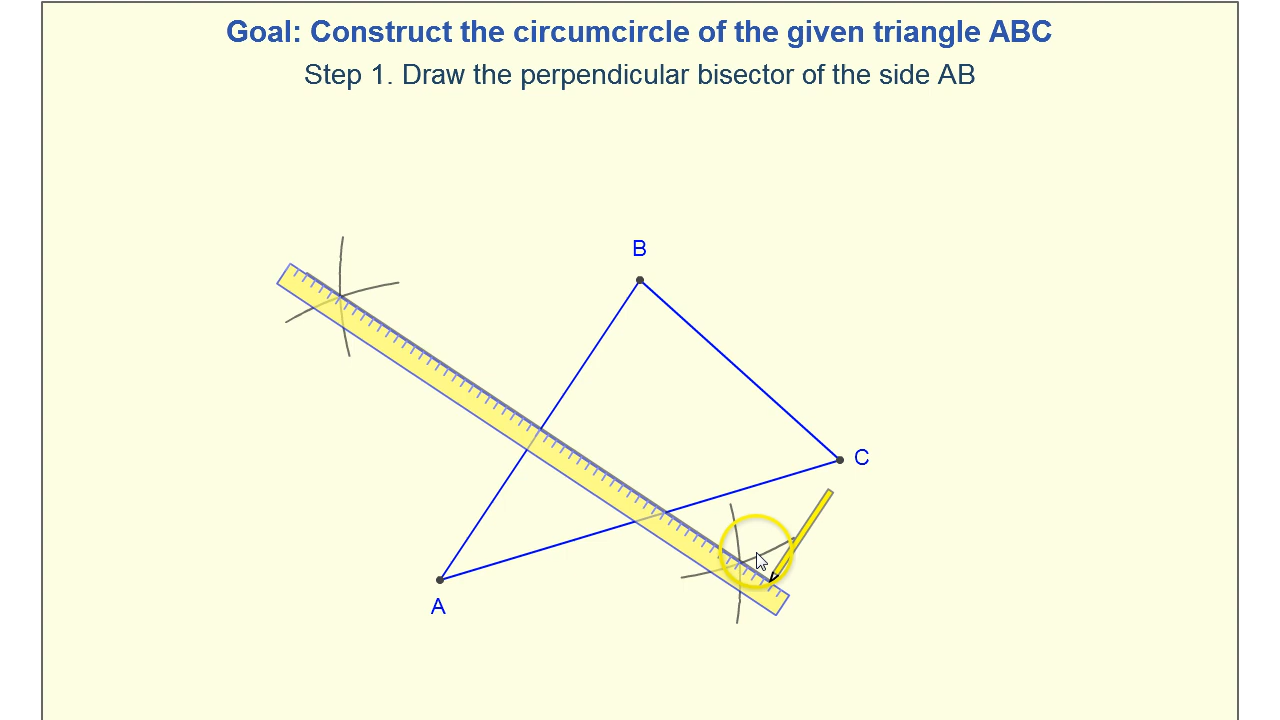 Goal: Construct the circumcircle of the given triangle ABC
Step 1. Draw the perpendicular bisector of the side AB
B
C
A